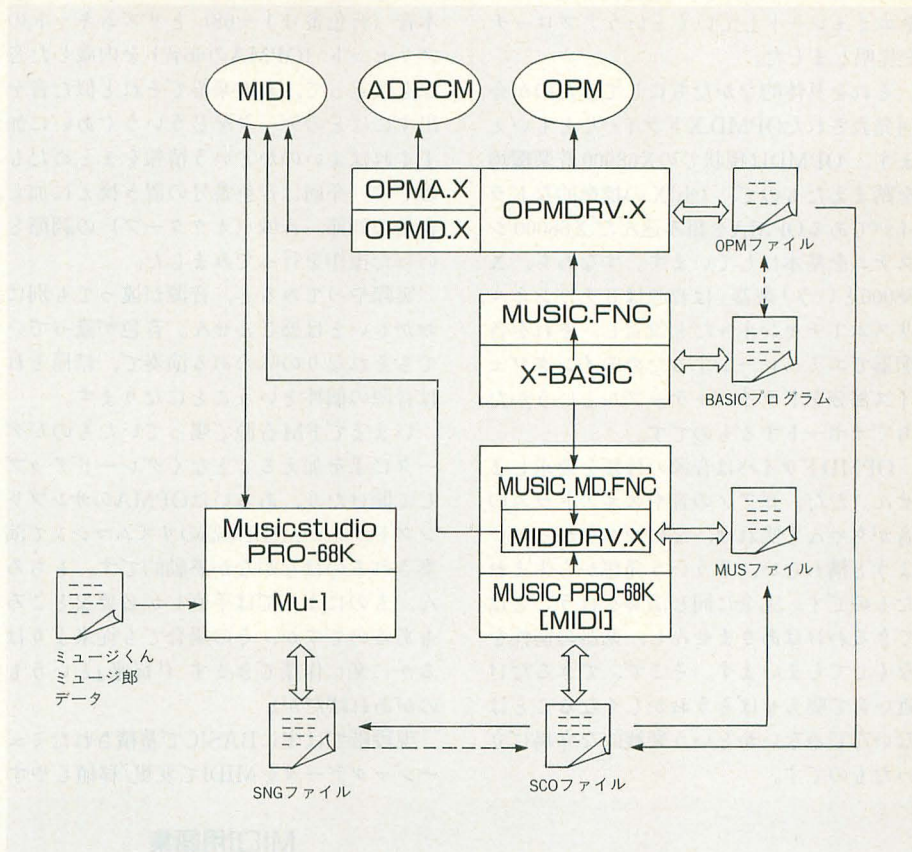 MIDI
AD PCM
OPM
OPMA.X
OPMD.X
OPMDRV.X
OPMファイル
MUSIC.FNC
X-BASIC
BASICプログラム
MUSIC_MD.FNC
MIDIDRV.X
MUSIC PRO-68K
[MIDI]
MUSファイル
Musicstudio
PRO-68K
Mu-1
ミュージくん
ミュージ郎
データ
SNGファイル
SCOファイル